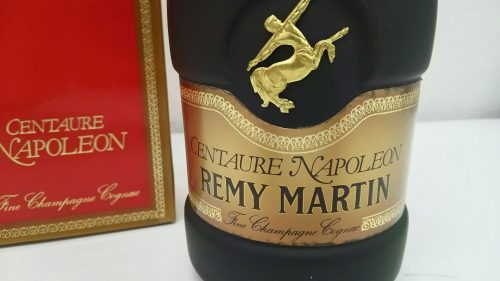 CENTAURE
NAPOLEON
Fine Champagne Cognac
CENTAURE NAPOLEON
REMY MARTIN
Fine Champagne Cognac